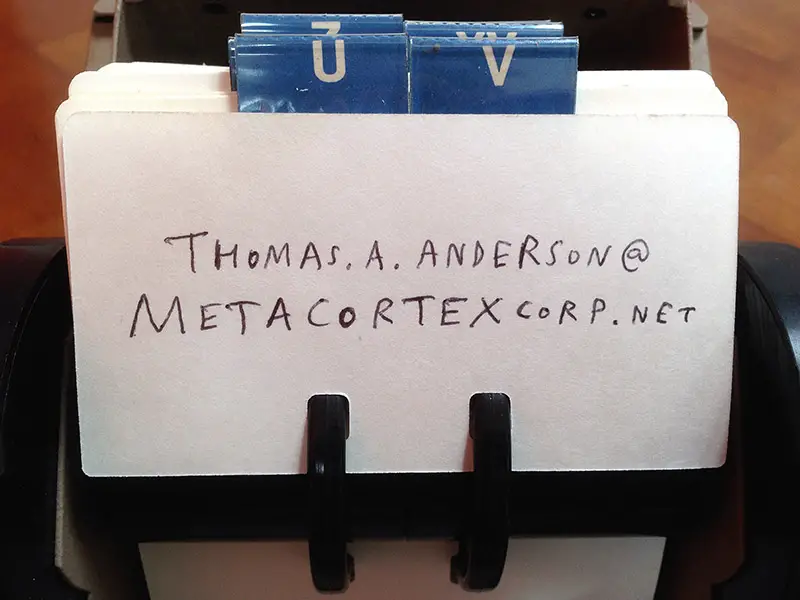 U V
THOMAS.A.ANDERSON@
METACORTEXCORP.NET